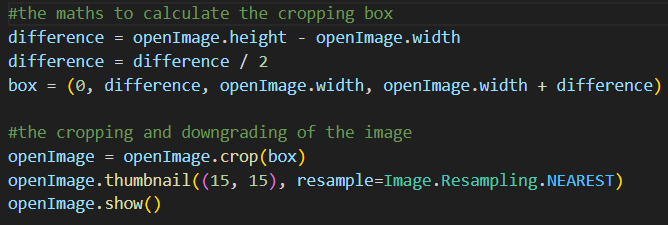 #the maths to calculate the cropping box
difference = openImage.height - openImage.width
difference = difference / 2
box = (0, difference, openImage.width, openImage.width + difference)
#the cropping and downgrading of the image
openImage = openImage.crop(box)
openImage.thumbnail((15, 15), resample=Image.Resampling.NEAREST)
openImage.show()